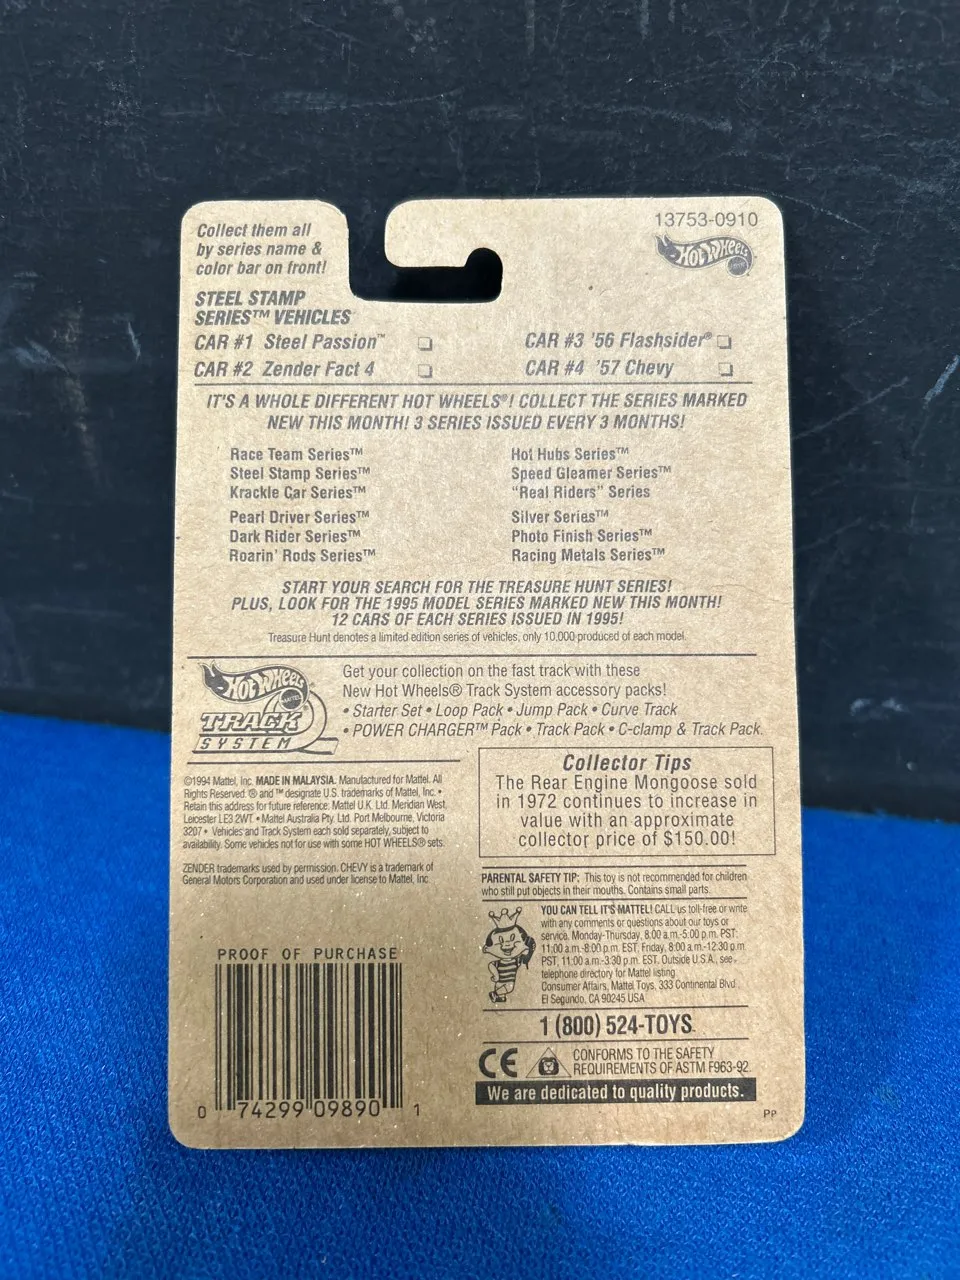 Collect them all
by series name &
color bar on front!
13753-0910
HOT WHEELS
STEEL STAMP
SERIES™ VEHICLES
CAR #1 Steel Passion™
CAR #2 Zender Fact 4
CAR #3 '56 Flashsider®
CAR #4 '57 Chevy
IT'S A WHOLE DIFFERENT HOT WHEELS®! COLLECT THE SERIES MARKED
NEW THIS MONTH! 3 SERIES ISSUED EVERY 3 MONTHS!
Race Team Series™
Steel Stamp Series™
Krackle Car Series™
Pearl Driver Series™
Dark Rider Series™
Roarin' Rods Series™
Hot Hubs Series™
Speed Gleamer Series™
"Real Riders" Series
Silver Series™
Photo Finish Series™
Racing Metals Series™
START YOUR SEARCH FOR THE TREASURE HUNT SERIES!
PLUS, LOOK FOR THE 1995 MODEL SERIES MARKED NEW THIS MONTH!
12 CARS OF EACH SERIES ISSUED IN 1995!
Treasure Hunt denotes a limited edition series of vehicles, only 10,000 produced of each model.
HOT WHEELS
TRACK
SYSTEM
Get your collection on the fast track with these
New Hot Wheels® Track System accessory packs!
• Starter Set • Loop Pack • Jump Pack • Curve Track
• POWER CHARGER™ Pack • Track Pack • C-clamp & Track Pack.
©1994 Mattel, Inc. MADE IN MALAYSIA. Manufactured for Mattel. All
Rights Reserved. ® and ™ designate U.S. trademarks of Mattel, Inc. •
Retain this address for future reference: Mattel U.K. Ltd. Meridian West,
Leicester LE3 2WT • Mattel Australia Pty. Ltd. Port Melbourne, Victoria
3207 • Vehicles and Track System each sold separately, subject to
availability. Some vehicles not for use with some HOT WHEELS® sets.
ZENDER trademarks used by permission. CHEVY is a trademark of
General Motors Corporation and used under license to Mattel, Inc.
Collector Tips
The Rear Engine Mongoose sold
in 1972 continues to increase in
value with an approximate
collector price of $150.00!
PARENTAL SAFETY TIP: This toy is not recommended for children
who still put objects in their mouths. Contains small parts.
YOU CAN TELL IT'S MATTEL! CALL us toll-free or write
with any comments or questions about our toys or
service. Monday-Thursday, 8:00 a.m.-5:00 p.m. PST:
11:00 a.m.-8:00 p.m. EST, Friday, 8:00 a.m.-12:30 p.m.
PST, 11:00 a.m.-3:30 p.m. EST. Outside U.S.A., see
telephone directory for Mattel listing.
Consumer Affairs, Mattel Toys, 333 Continental Blvd.
El Segundo, CA 90245 USA
1 (800) 524-TOYS
CE
CONFORMS TO THE SAFETY
REQUIREMENTS OF ASTM F963-92.
We are dedicated to quality products.
PROOF OF PURCHASE
0 74299 09890 1
PP